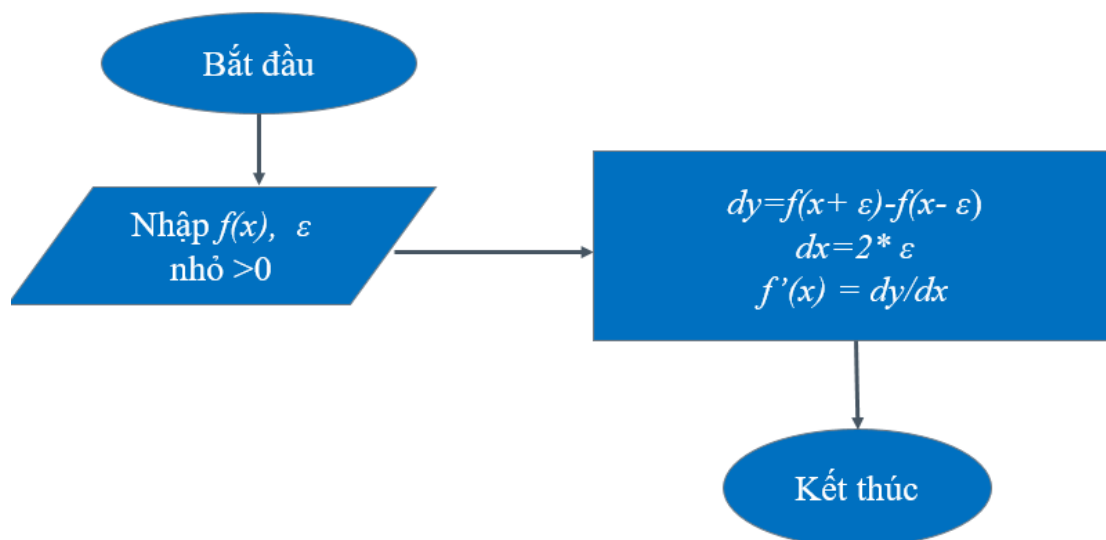 Bắt đầu
Nhập f(x),  ε
nhỏ >0
dy=f(x+ ε)-f(x- ε)
dx=2* ε
f’(x) = dy/dx
Kết thúc